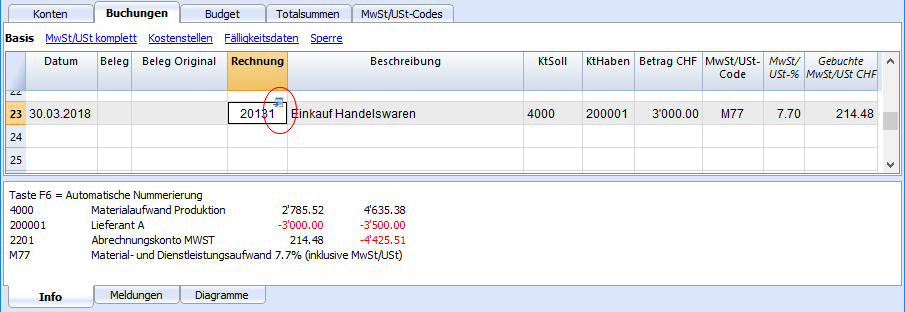 Konten Buchungen Budget Totalsummen MwSt/USt-Codes
Basis MwSt/USt komplett Kostenstellen Fälligkeitsdaten Sperre
Datum Beleg Beleg Original Rechnung Beschreibung KtSoll KtHaben Betrag CHF MwSt/USt-Code MwSt/USt-% Gebuchte MwSt/USt CHF
22
23 30.03.2018 20131 Einkauf Handelswaren 4000 200001 3'000.00 M77 7.70 214.48
24
25
Taste F6 = Automatische Nummerierung
4000 Materialaufwand Produktion 2'785.52 4'635.38
200001 Lieferant A -3'000.00 -3'500.00
2201 Abrechnungskonto MWST 214.48 -4'425.51
M77 Material- und Dienstleistungsaufwand 7.7% (inklusive MwSt/USt)
Info Meldungen Diagramme